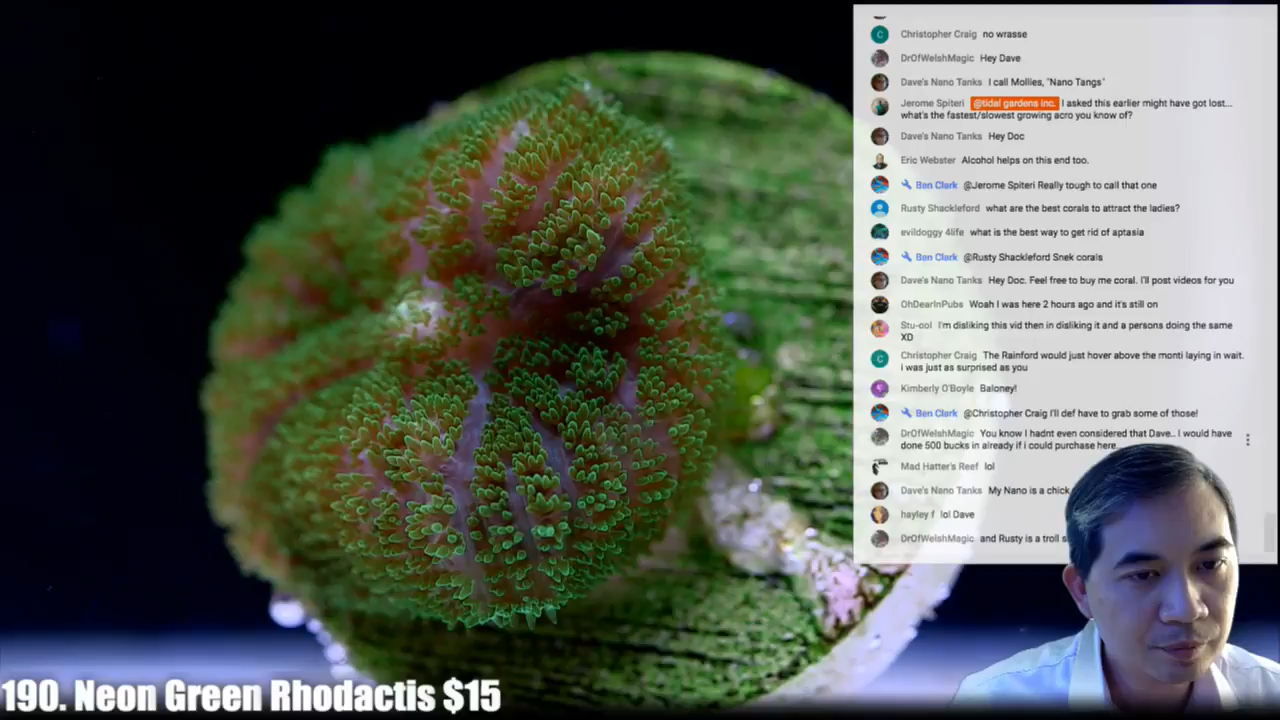 Christopher Craig no wrasse
DrOfWelshMagic Hey Dave
Dave's Nano Tanks I call Mollies, "Nano Tangs"
Jerome Spiteri @tidal gardens inc. I asked this earlier might have got lost...
what's the fastest/slowest growing acro you know of?
Dave's Nano Tanks Hey Doc
Eric Webster Alcohol helps on this end too.
Ben Clark @Jerome Spiteri Really tough to call that one
Rusty Shackleford what are the best corals to attract the ladies?
evildoggy 4life what is the best way to get rid of aptasia
Ben Clark @Rusty Shackleford Snek corals
Dave's Nano Tanks Hey Doc. Feel free to buy me coral. I'll post videos for you
OhDearInPubs Woah I was here 2 hours ago and it's still on
Stu-ool I'm disliking this vid then in disliking it and a persons doing the same
XD
Christopher Craig The Rainford would just hover above the monti laying in wait.
i was just as surprised as you
Kimberly O'Boyle Baloney!
Ben Clark @Christopher Craig I'll def have to grab some of those!
DrOfWelshMagic You know I hadnt even considered that Dave.. I would have
done 500 bucks in already if i could purchase here..
Mad Hatter's Reef lol
Dave's Nano Tanks My Nano is a chick
hayley f lol Dave
DrOfWelshMagic and Rusty is a troll s
190. Neon Green Rhodactis $15